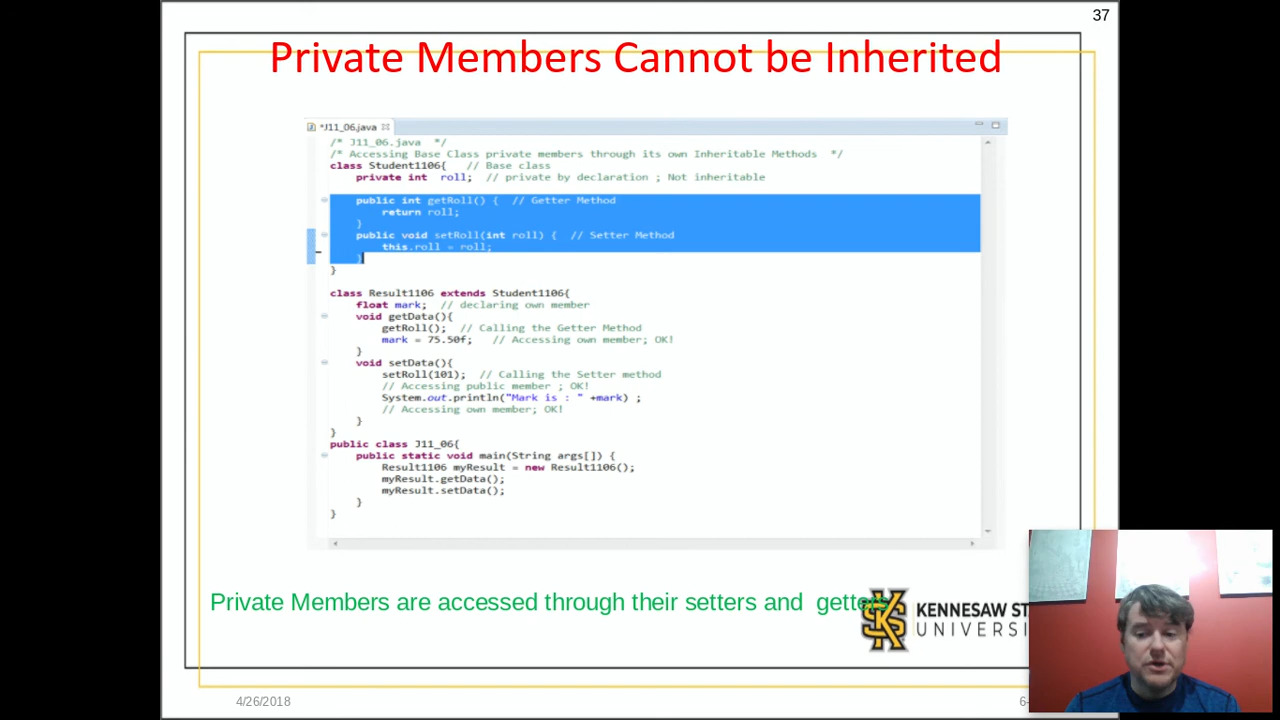 37
Private Members Cannot be Inherited
*J11_06.java
/* J11_06.java */
/* Accessing Base Class private members through its own Inheritable Methods */
class Student1106{ // Base class
private int roll; // private by declaration ; Not inheritable
public int getRoll() { // Getter Method
return roll;
}
public void setRoll(int roll) { // Setter Method
this.roll = roll;
}
}
class Result1106 extends Student1106{
float mark; // declaring own member
void getData(){
getRoll(); // Calling the Getter Method
mark = 75.50f; // Accessing own member; OK!
}
void setData(){
setRoll(101); // Calling the Setter method
// Accessing public member ; OK!
System.out.println("Mark is : " +mark) ;
// Accessing own member; OK!
}
}
public class J11_06{
public static void main(String args[]) {
Result1106 myResult = new Result1106();
myResult.getData();
myResult.setData();
}
}
Private Members are accessed through their setters and getters
KENNESAW ST
UNIVERSI
4/26/2018
6-